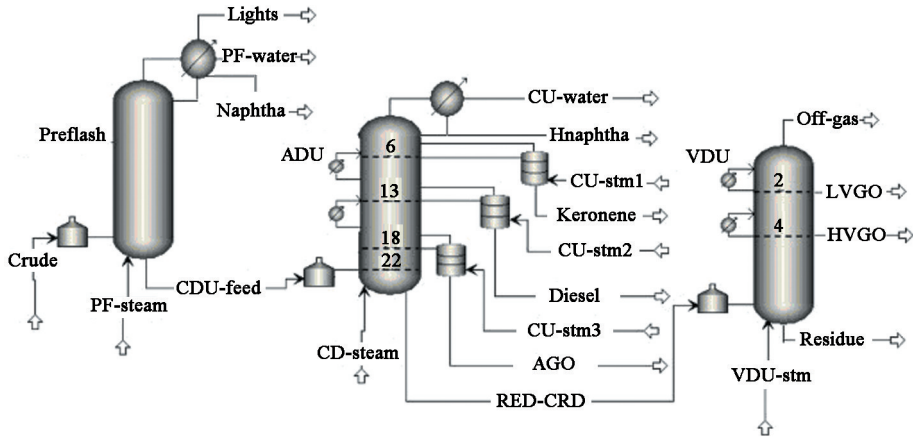 Lights
PF-water
Naphtha
Preflash
Crude
PF-steam
CDU-feed
ADU
6
13
18
22
CD-steam
CU-water
Hnaphtha
CU-stm1
Keronene
CU-stm2
Diesel
CU-stm3
AGO
RED-CRD
VDU
2
4
Off-gas
LVGO
HVGO
Residue
VDU-stm